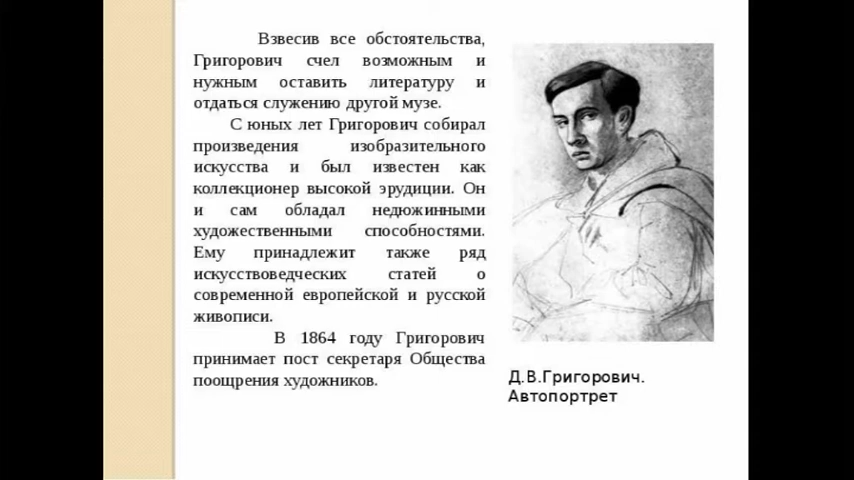 Взвесив все обстоятельства,
Григорович счел возможным и
нужным оставить литературу и
отдаться служению другой музе.
С юных лет Григорович собирал
произведения изобразительного
искусства и был известен как
коллекционер высокой эрудиции. Он
и сам обладал недюжинными
художественными способностями.
Ему принадлежит также ряд
искусствоведческих статей о
современной европейской и русской
живописи.
В 1864 году Григорович
принимает пост секретаря Общества
поощрения художников.
Д.В.Григорович.
Автопортрет